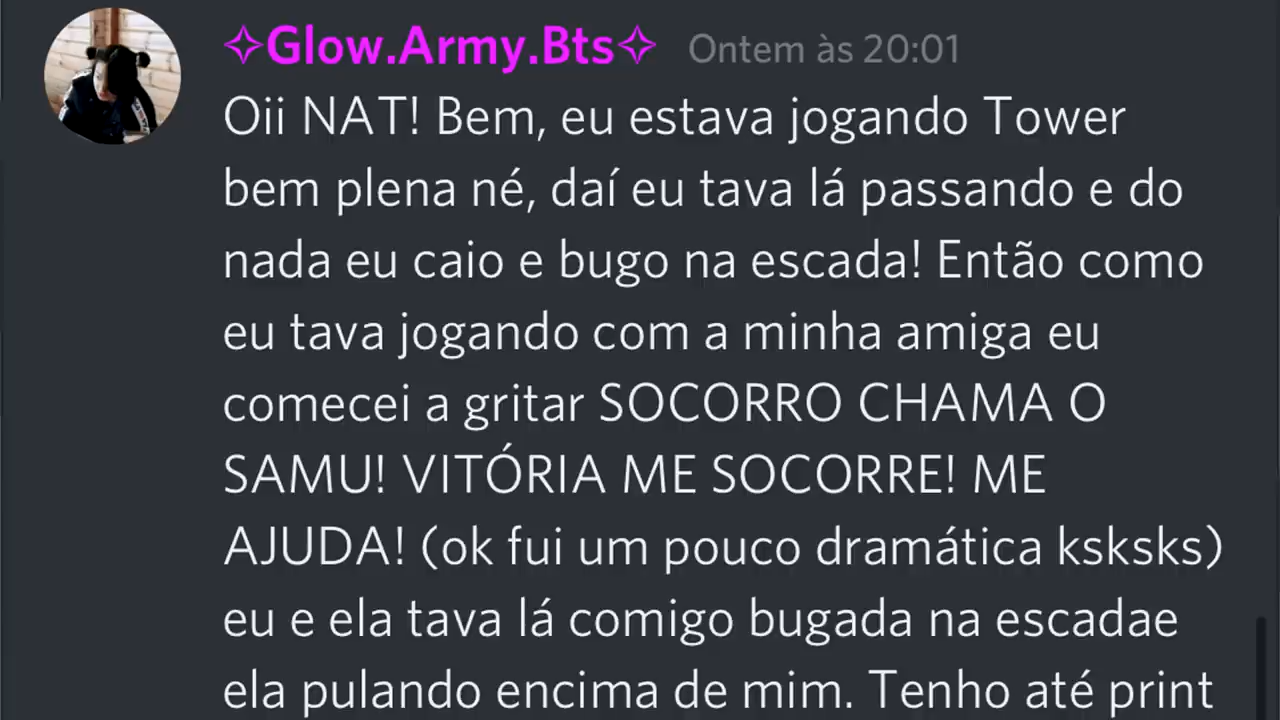 ✧Glow.Army.Bts✧ Ontem às 20:01
Oii NAT! Bem, eu estava jogando Tower
bem plena né, daí eu tava lá passando e do
nada eu caio e bugo na escada! Então como
eu tava jogando com a minha amiga eu
comecei a gritar SOCORRO CHAMA O
SAMU! VITÓRIA ME SOCORRE! ME
AJUDA! (ok fui um pouco dramática ksksks)
eu e ela tava lá comigo bugada na escadae
ela pulando encima de mim. Tenho até print